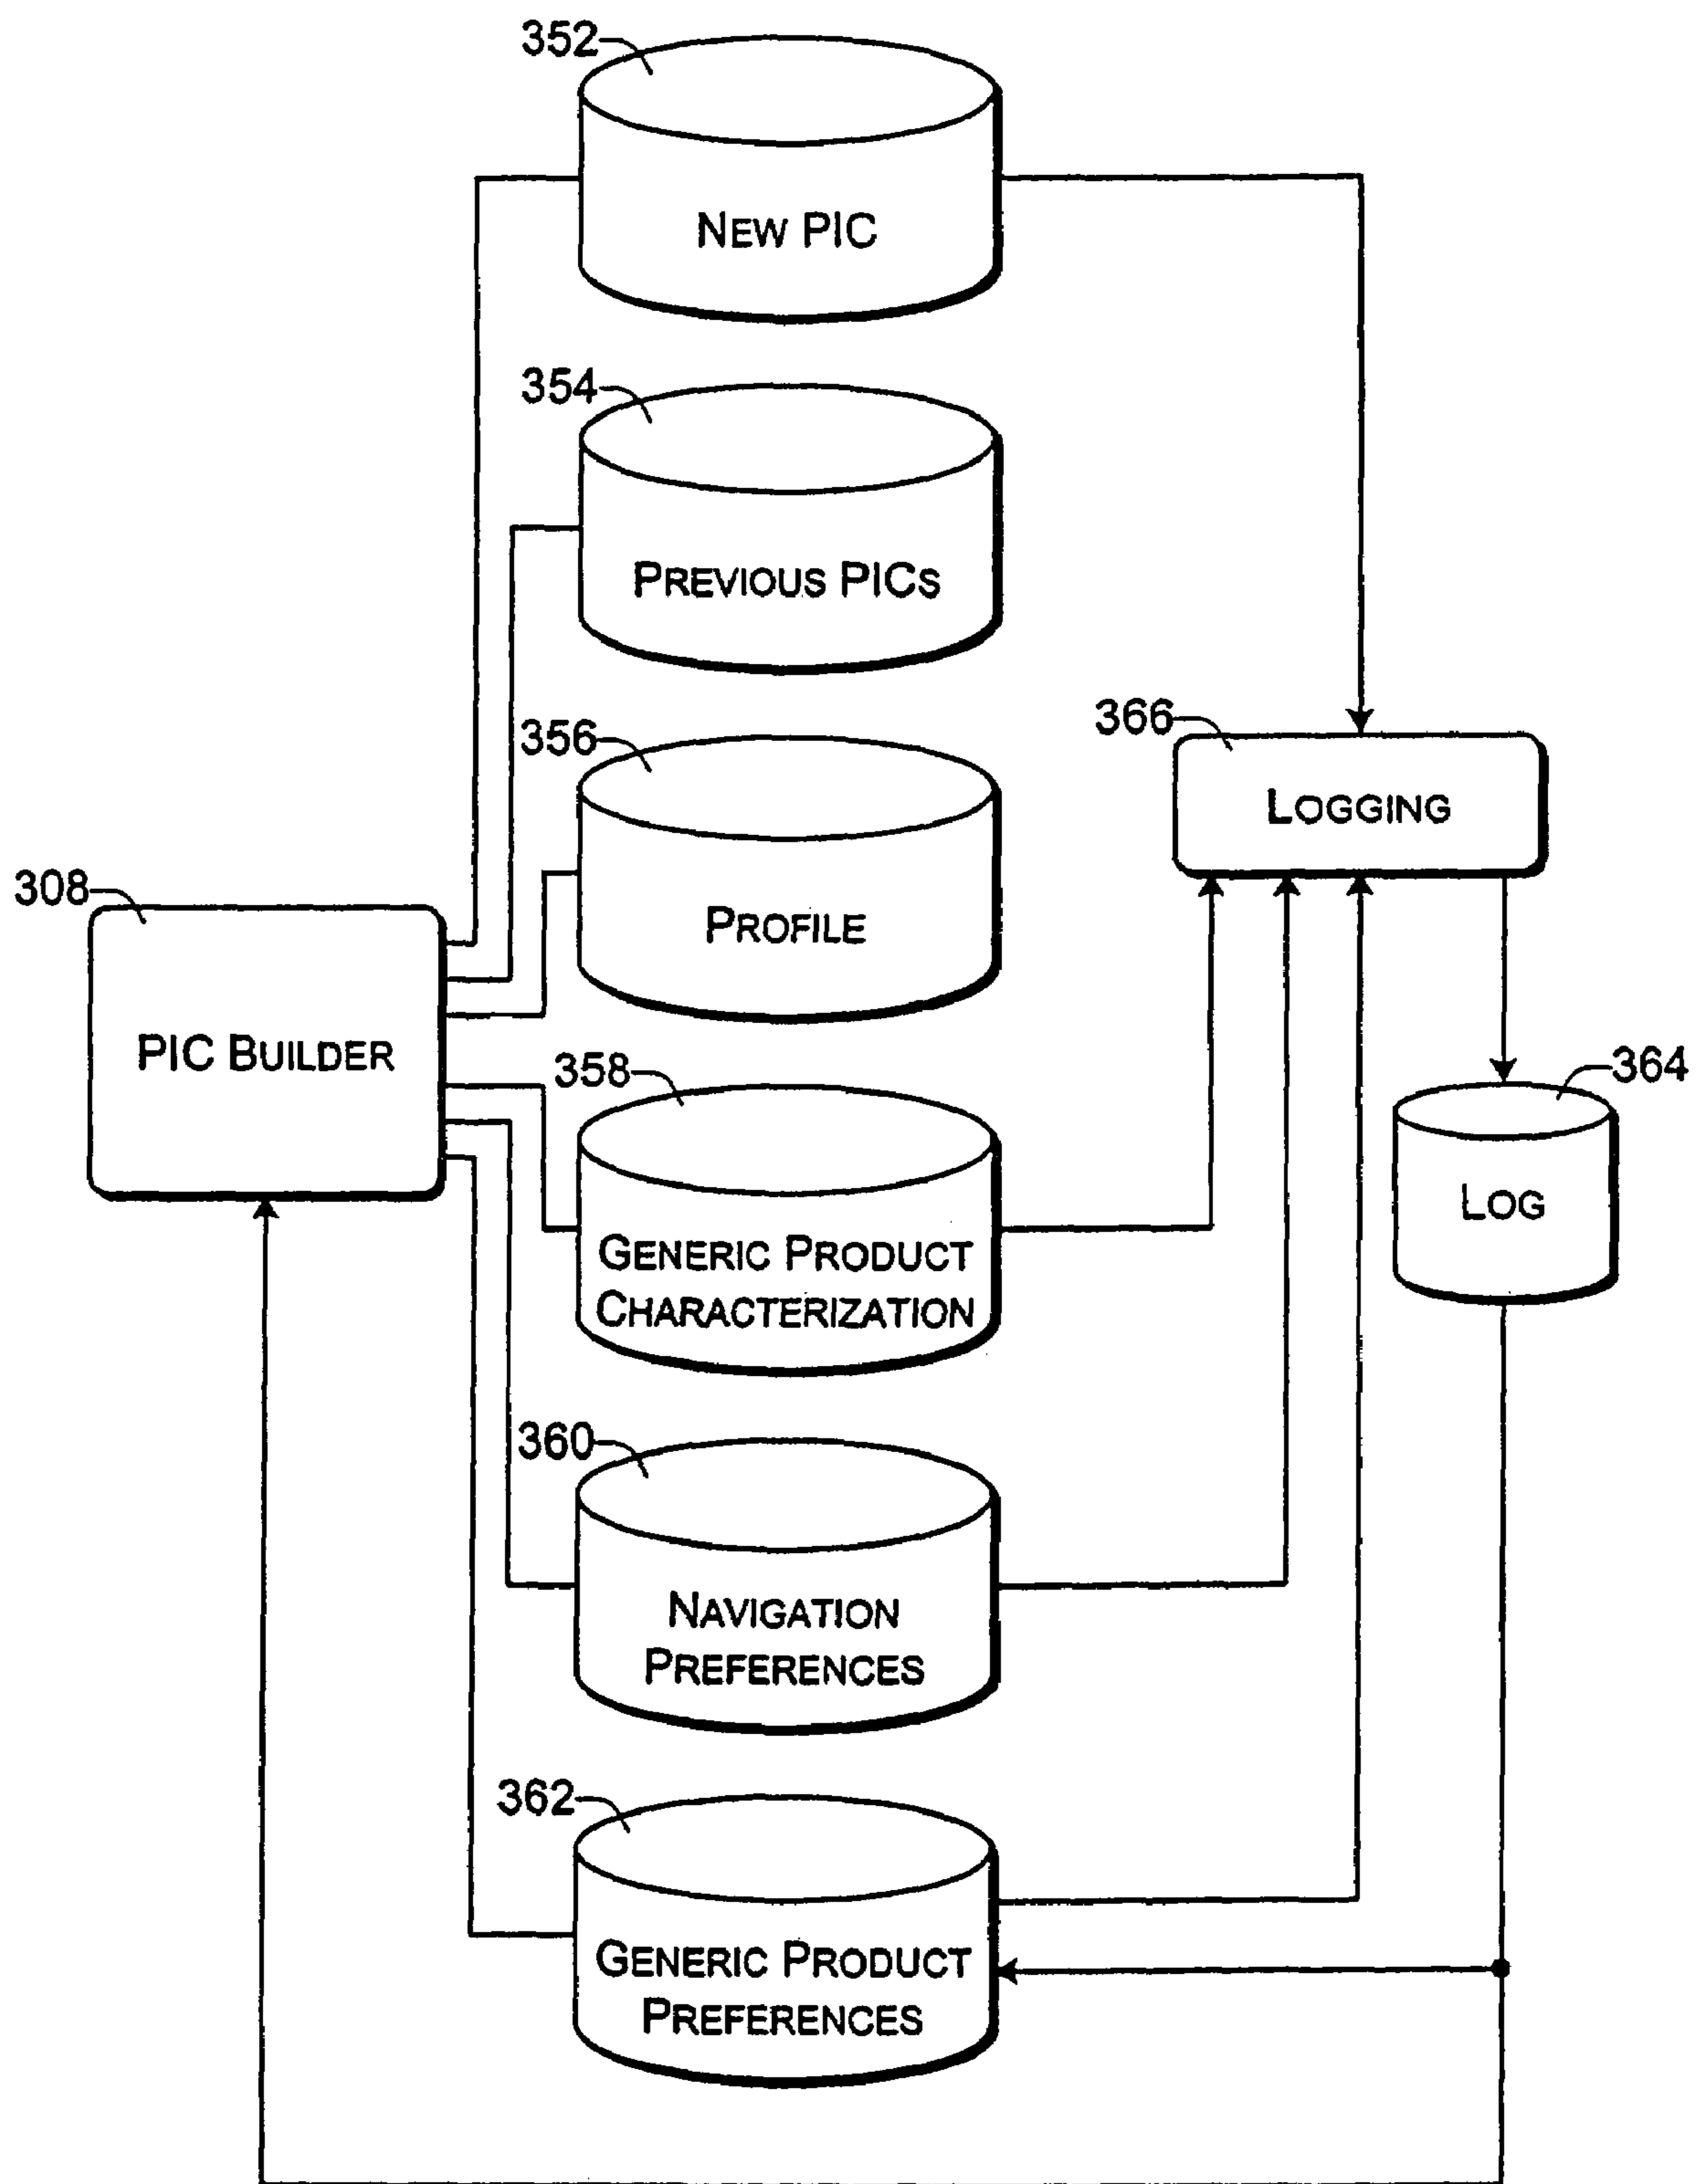 352
NEW PIC
354
PREVIOUS PICS
356
PROFILE
366
LOGGING
308
PIC BUILDER
358
GENERIC PRODUCT
CHARACTERIZATION
364
LOG
360
NAVIGATION
PREFERENCES
362
GENERIC PRODUCT
PREFERENCES